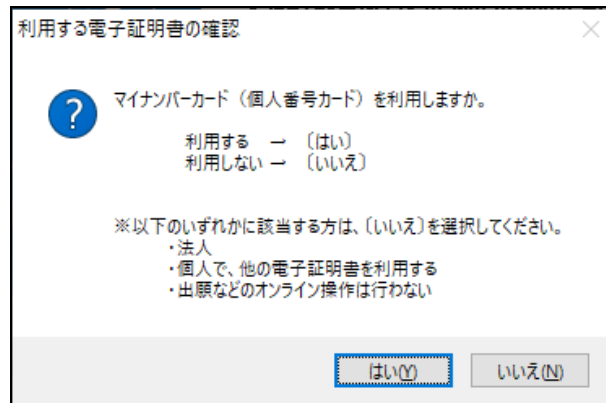 利用する電子証明書の確認
マイナンバーカード（個人番号カード）を利用しますか。
利用する → 〔はい〕
利用しない → 〔いいえ〕
※以下のいずれかに該当する方は、〔いいえ〕を選択してください。
・法人
・個人で、他の電子証明書を利用する
・出願などのオンライン操作は行わない
はい(Y) いいえ(N)